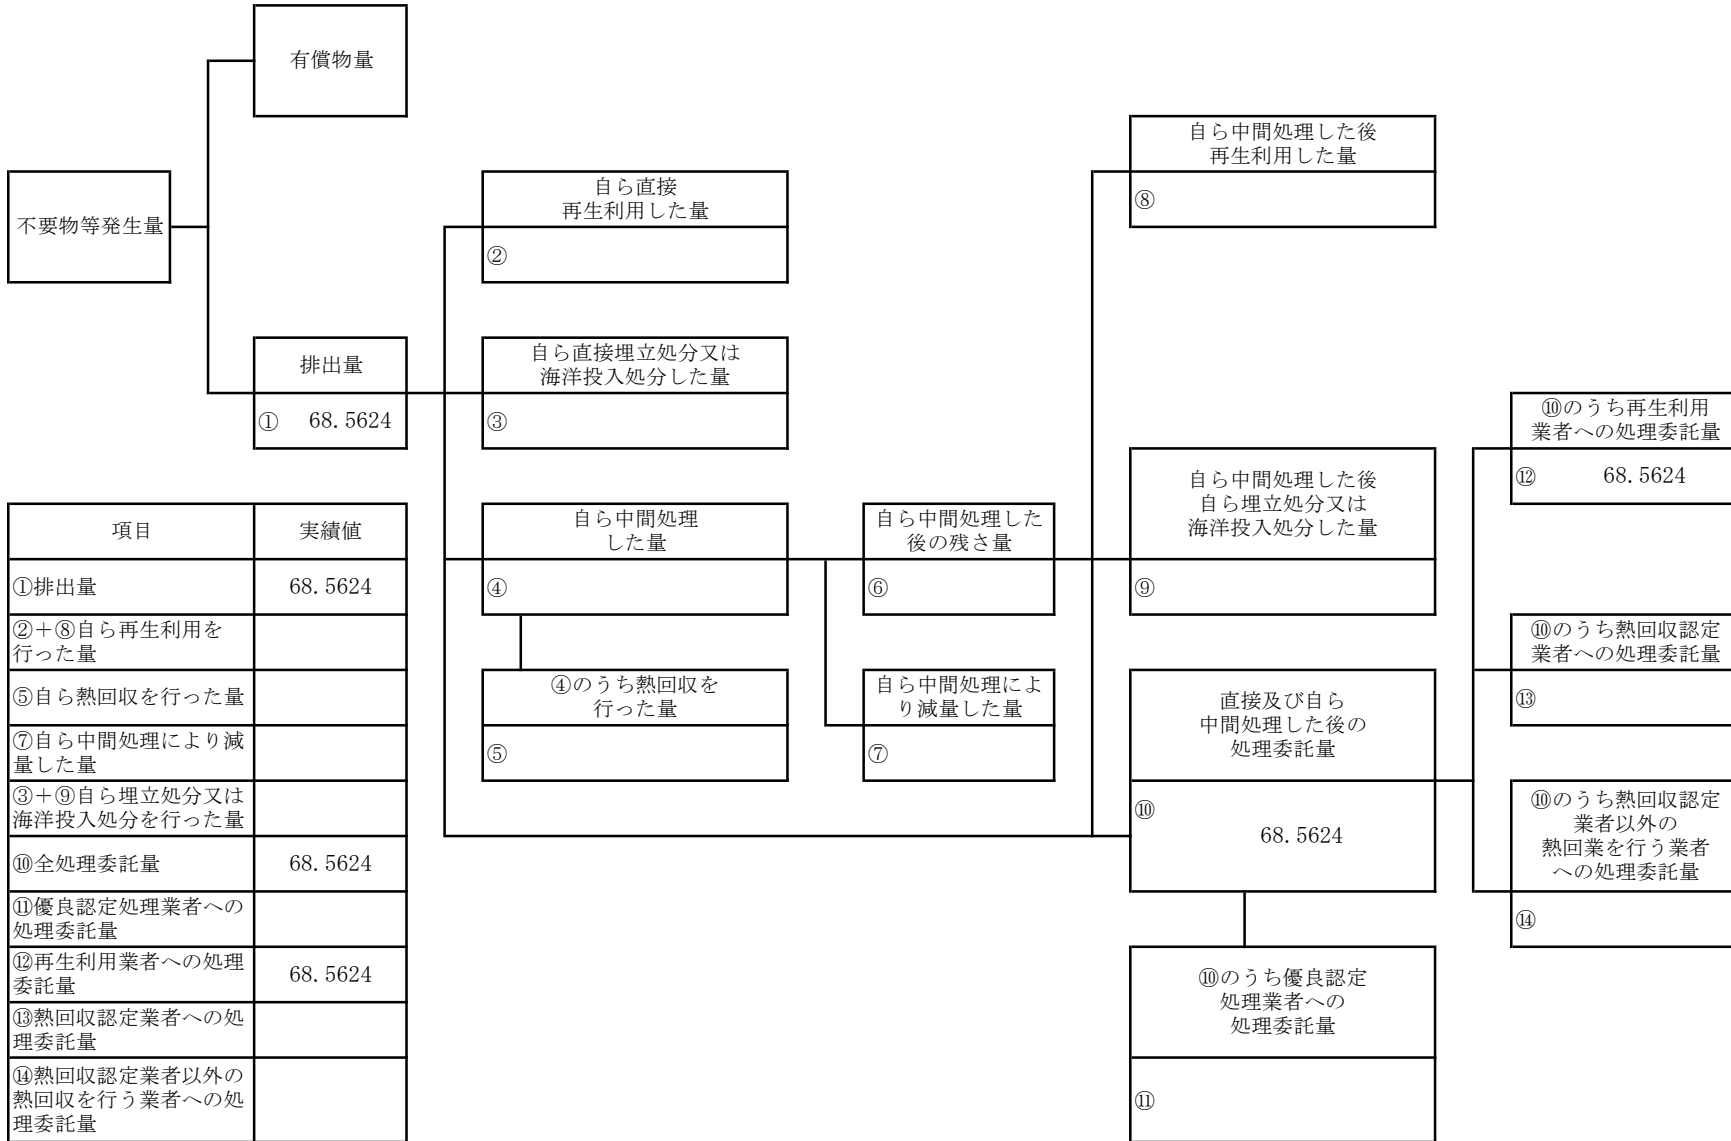 有償物量
不要物等発生量
排出量
① 68.5624
自ら直接
再生利用した量
②
自ら直接埋立処分又は
海洋投入処分した量
③
自ら中間処理
した量
④
④のうち熱回収を
行った量
⑤
自ら中間処理した
後の残さ量
⑥
自ら中間処理によ
り減量した量
⑦
自ら中間処理した後
再生利用した量
⑧
自ら中間処理した後
自ら埋立処分又は
海洋投入処分した量
⑨
直接及び自ら
中間処理した後の
処理委託量
⑩
68.5624
⑩のうち優良認定
処理業者への
処理委託量
⑪
⑩のうち再生利用
業者への処理委託量
⑫ 68.5624
⑩のうち熱回収認定
業者への処理委託量
⑬
⑩のうち熱回収認定
業者以外の
熱回業を行う業者
への処理委託量
⑭
項目 実績値
①排出量 68.5624
②+⑧自ら再生利用を
行った量
⑤自ら熱回収を行った量
⑦自ら中間処理により減
量した量
③+⑨自ら埋立処分又は
海洋投入処分を行った量
⑩全処理委託量 68.5624
⑪優良認定処理業者への
処理委託量
⑫再生利用業者への処理
委託量 68.5624
⑬熱回収認定業者への処
理委託量
⑭熱回収認定業者以外の
熱回収を行う業者への処
理委託量